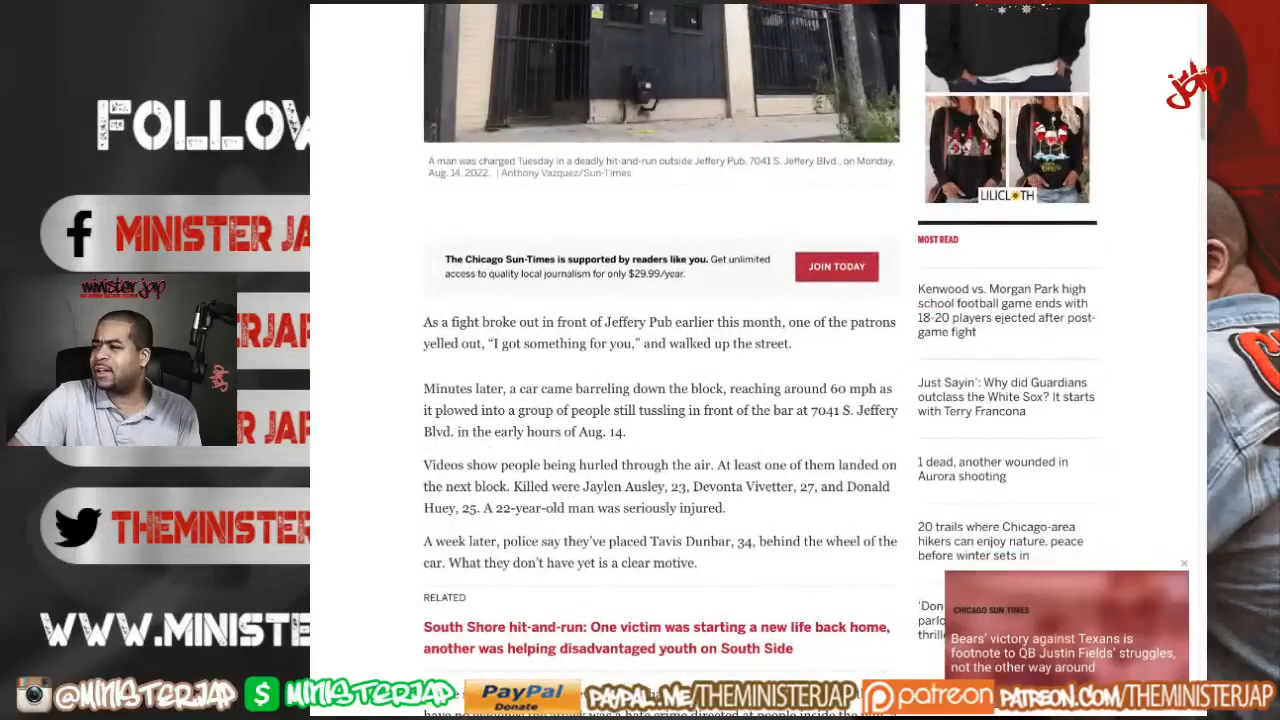 FOLLOW
MINISTER JA
minister jap
ERJAP
R JAP
THEMINISTER
WWW.MINISTE
jap
A man was charged Tuesday in a deadly hit-and-run outside Jeffery Pub, 7041 S. Jeffery Blvd., on Monday,
Aug. 14, 2022. | Anthony Vazquez/Sun-Times
The Chicago Sun-Times is supported by readers like you. Get unlimited
access to quality local journalism for only $29.99/year.
JOIN TODAY
As a fight broke out in front of Jeffery Pub earlier this month, one of the patrons
yelled out, “I got something for you,” and walked up the street.
Minutes later, a car came barreling down the block, reaching around 60 mph as
it plowed into a group of people still tussling in front of the bar at 7041 S. Jeffery
Blvd. in the early hours of Aug. 14.
Videos show people being hurled through the air. At least one of them landed on
the next block. Killed were Jaylen Ausley, 23, Devonta Vivetter, 27, and Donald
Huey, 25. A 22-year-old man was seriously injured.
A week later, police say they’ve placed Tavis Dunbar, 34, behind the wheel of the
car. What they don’t have yet is a clear motive.
RELATED
South Shore hit-and-run: One victim was starting a new life back home,
another was helping disadvantaged youth on South Side
LILICLOTH
MOST READ
Kenwood vs. Morgan Park high
school football game ends with
18-20 players ejected after post-
game fight
Just Sayin’: Why did Guardians
outclass the White Sox? It starts
with Terry Francona
1 dead, another wounded in
Aurora shooting
20 trails where Chicago-area
hikers can enjoy nature, peace
before winter sets in
‘Don
parlo
thrille
CHICAGO SUN-TIMES
Bears’ victory against Texans is
footnote to QB Justin Fields’ struggles,
not the other way around
@MINISTERJAP
$ MINISTERJAP
PayPal
Donate
PAYPAL.ME/THEMINISTERJAP
patreon
PATREON.COM/THEMINISTERJAP